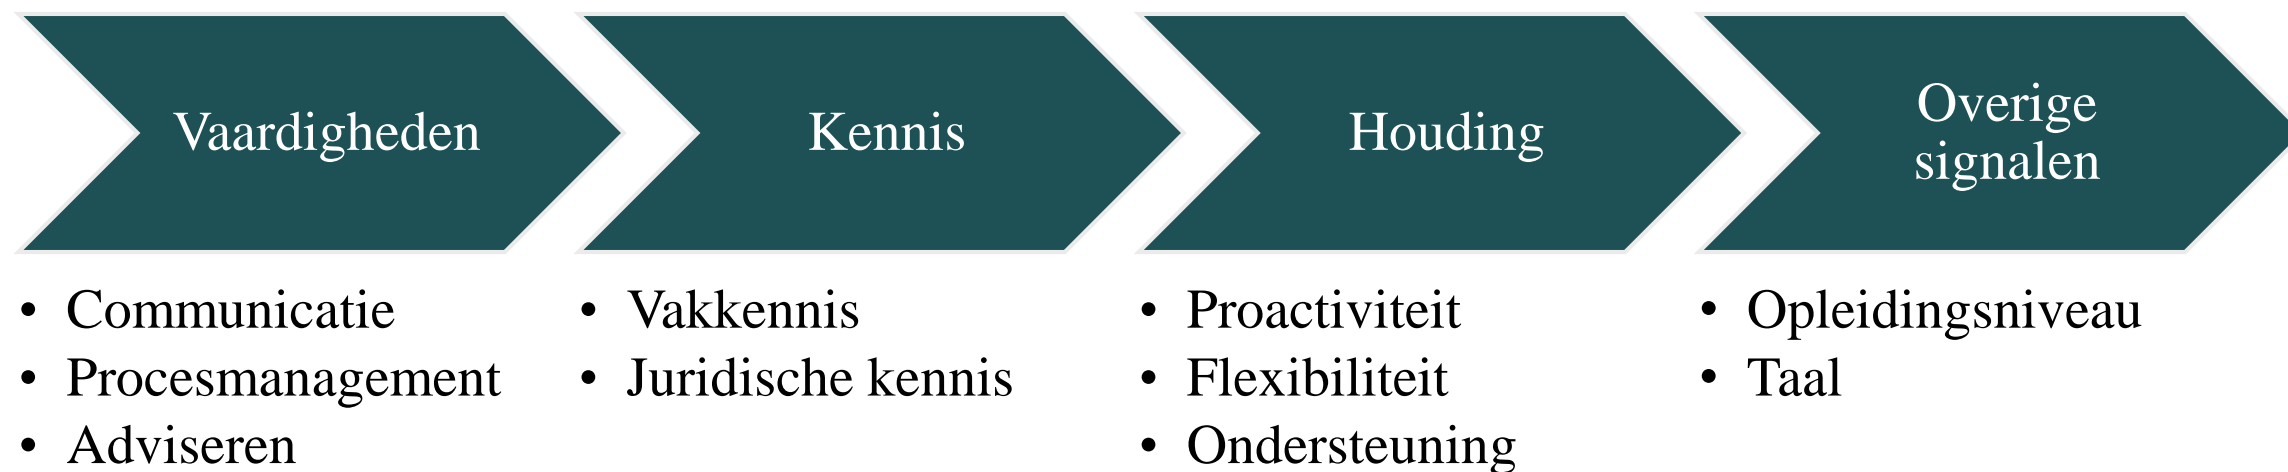 Vaardigheden
• Communicatie
• Procesmanagement
• Adviseren
Kennis
• Vakkennis
• Juridische kennis
Houding
• Proactiviteit
• Flexibiliteit
• Ondersteuning
Overige
signalen
• Opleidingsniveau
• Taal